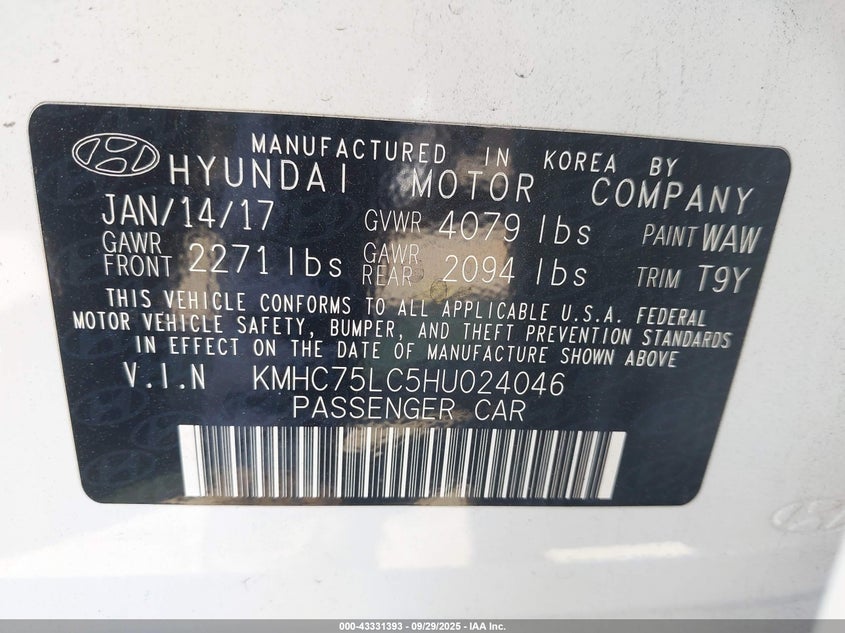 MANUFACTURED IN KOREA BY
HYUNDAI MOTOR COMPANY
JAN/14/17 GVWR 4079 lbs PAINT WAW
GAWR FRONT 2271 lbs GAWR REAR 2094 lbs TRIM T9Y
THIS VEHICLE CONFORMS TO ALL APPLICABLE U.S.A. FEDERAL
MOTOR VEHICLE SAFETY, BUMPER, AND THEFT PREVENTION STANDARDS
IN EFFECT ON THE DATE OF MANUFACTURE SHOWN ABOVE
V.I.N KMHC75LC5HU024046
PASSENGER CAR
000-43331393 - 09/29/2025 - IAA Inc.